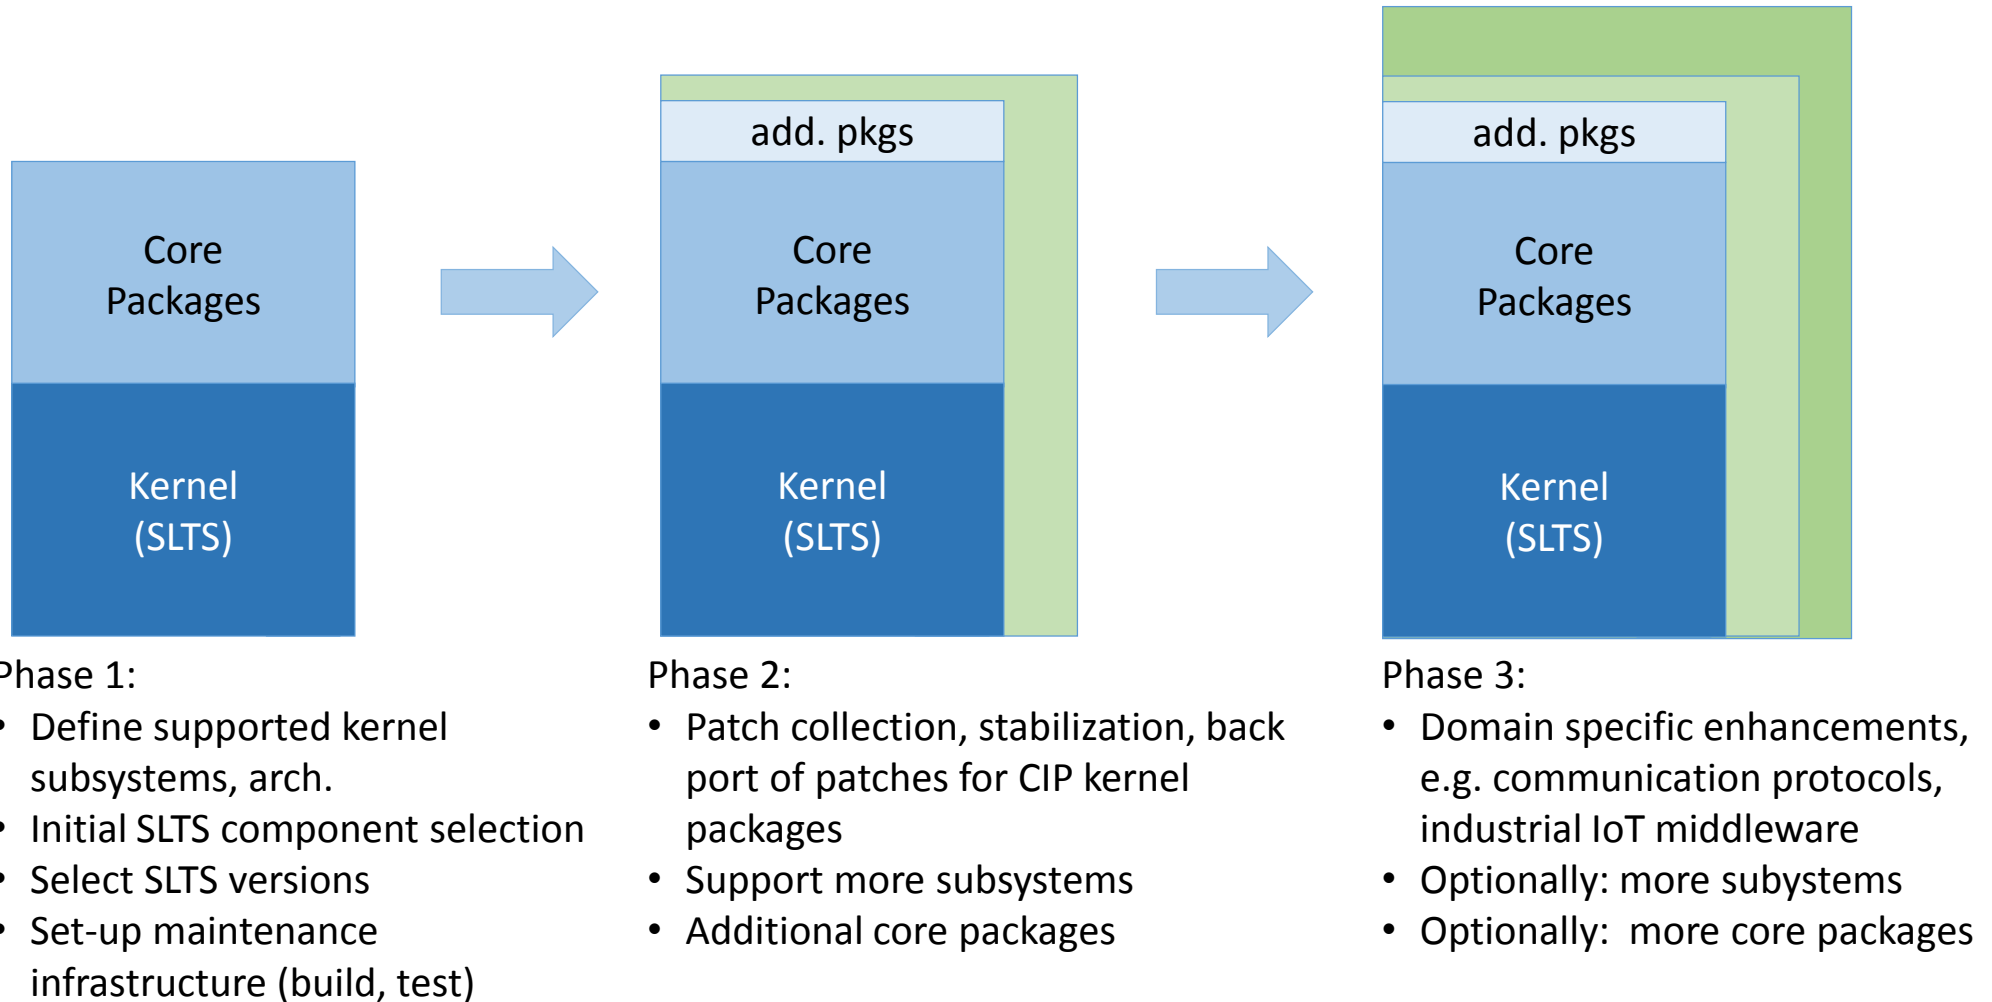 Core
Packages
Kernel
(SLTS)
add. pkgs
Core
Packages
Kernel
(SLTS)
add. pkgs
Core
Packages
Kernel
(SLTS)
Phase 1:
• Define supported kernel
subsystems, arch.
• Initial SLTS component selection
• Select SLTS versions
• Set-up maintenance
infrastructure (build, test)
Phase 2:
• Patch collection, stabilization, back
port of patches for CIP kernel
packages
• Support more subsystems
• Additional core packages
Phase 3:
• Domain specific enhancements,
e.g. communication protocols,
industrial IoT middleware
• Optionally: more subystems
• Optionally:  more core packages